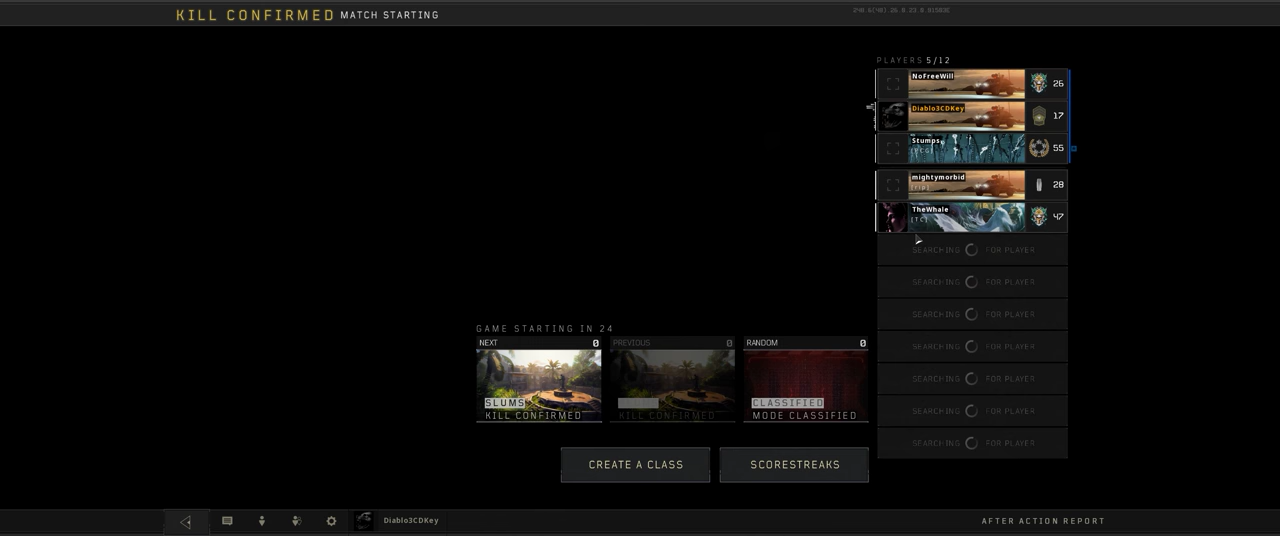 KILL CONFIRMED MATCH STARTING
PLAYERS 5/12
NoFreeWill 26
Diablo3CDKey 17
Stumps 55
mightymorbid 28
[rip]
TheWhale 47
[TC]
SEARCHING FOR PLAYER
SEARCHING FOR PLAYER
SEARCHING FOR PLAYER
SEARCHING FOR PLAYER
SEARCHING FOR PLAYER
SEARCHING FOR PLAYER
SEARCHING FOR PLAYER
GAME STARTING IN 24
NEXT 0
SLUMS
KILL CONFIRMED
PREVIOUS 0
KILL CONFIRMED
RANDOM 0
CLASSIFIED
MODE CLASSIFIED
CREATE A CLASS
SCORESTREAKS
Diablo3CDKey
AFTER ACTION REPORT